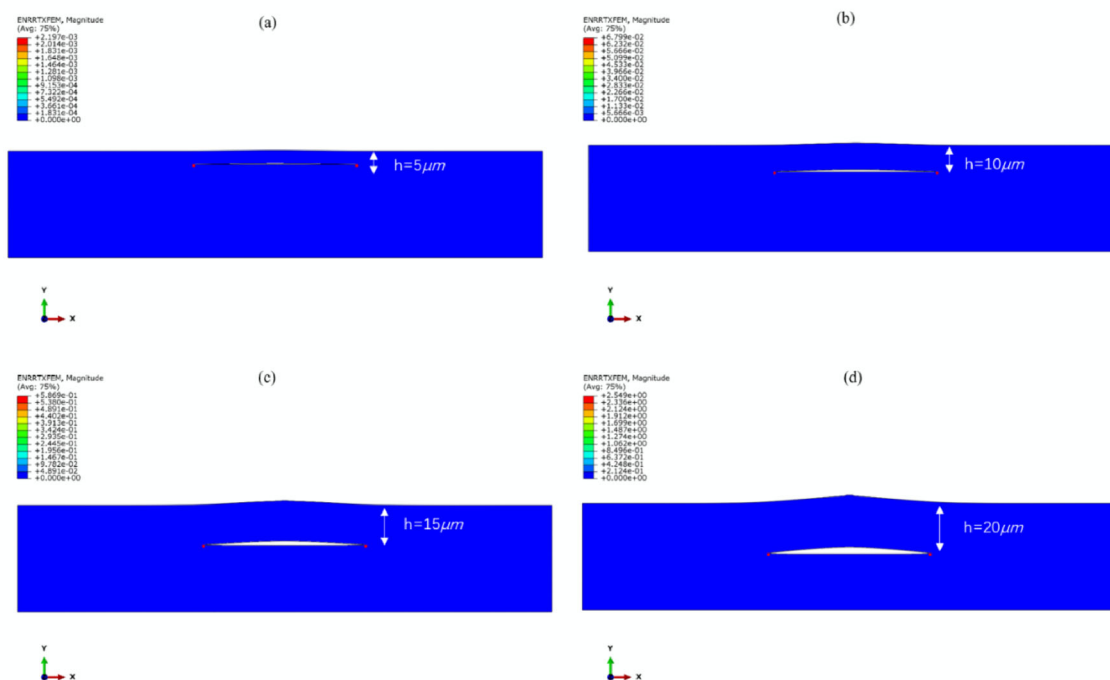 (a)
ENRRTXFEM, Magnitude
(Avg: 75%)
+2.197e-03
+2.014e-03
+1.831e-03
+1.648e-03
+1.464e-03
+1.281e-03
+1.098e-03
+9.153e-04
+7.322e-04
+5.492e-04
+3.661e-04
+1.831e-04
+0.000e+00
h=5μm
Y
X
(b)
ENRRTXFEM, Magnitude
(Avg: 75%)
+6.799e-02
+6.232e-02
+5.666e-02
+5.099e-02
+4.533e-02
+3.966e-02
+3.400e-02
+2.833e-02
+2.266e-02
+1.700e-02
+1.133e-02
+5.666e-03
+0.000e+00
h=10μm
Y
X
(c)
ENRRTXFEM, Magnitude
(Avg: 75%)
+5.869e-01
+5.380e-01
+4.891e-01
+4.402e-01
+3.913e-01
+3.424e-01
+2.935e-01
+2.445e-01
+1.956e-01
+1.467e-01
+9.782e-02
+4.891e-02
+0.000e+00
h=15μm
Y
X
(d)
ENRRTXFEM, Magnitude
(Avg: 75%)
+2.549e+00
+2.336e+00
+2.124e+00
+1.912e+00
+1.699e+00
+1.487e+00
+1.274e+00
+1.062e+00
+8.496e-01
+6.372e-01
+4.248e-01
+2.124e-01
+0.000e+00
h=20μm
Y
X